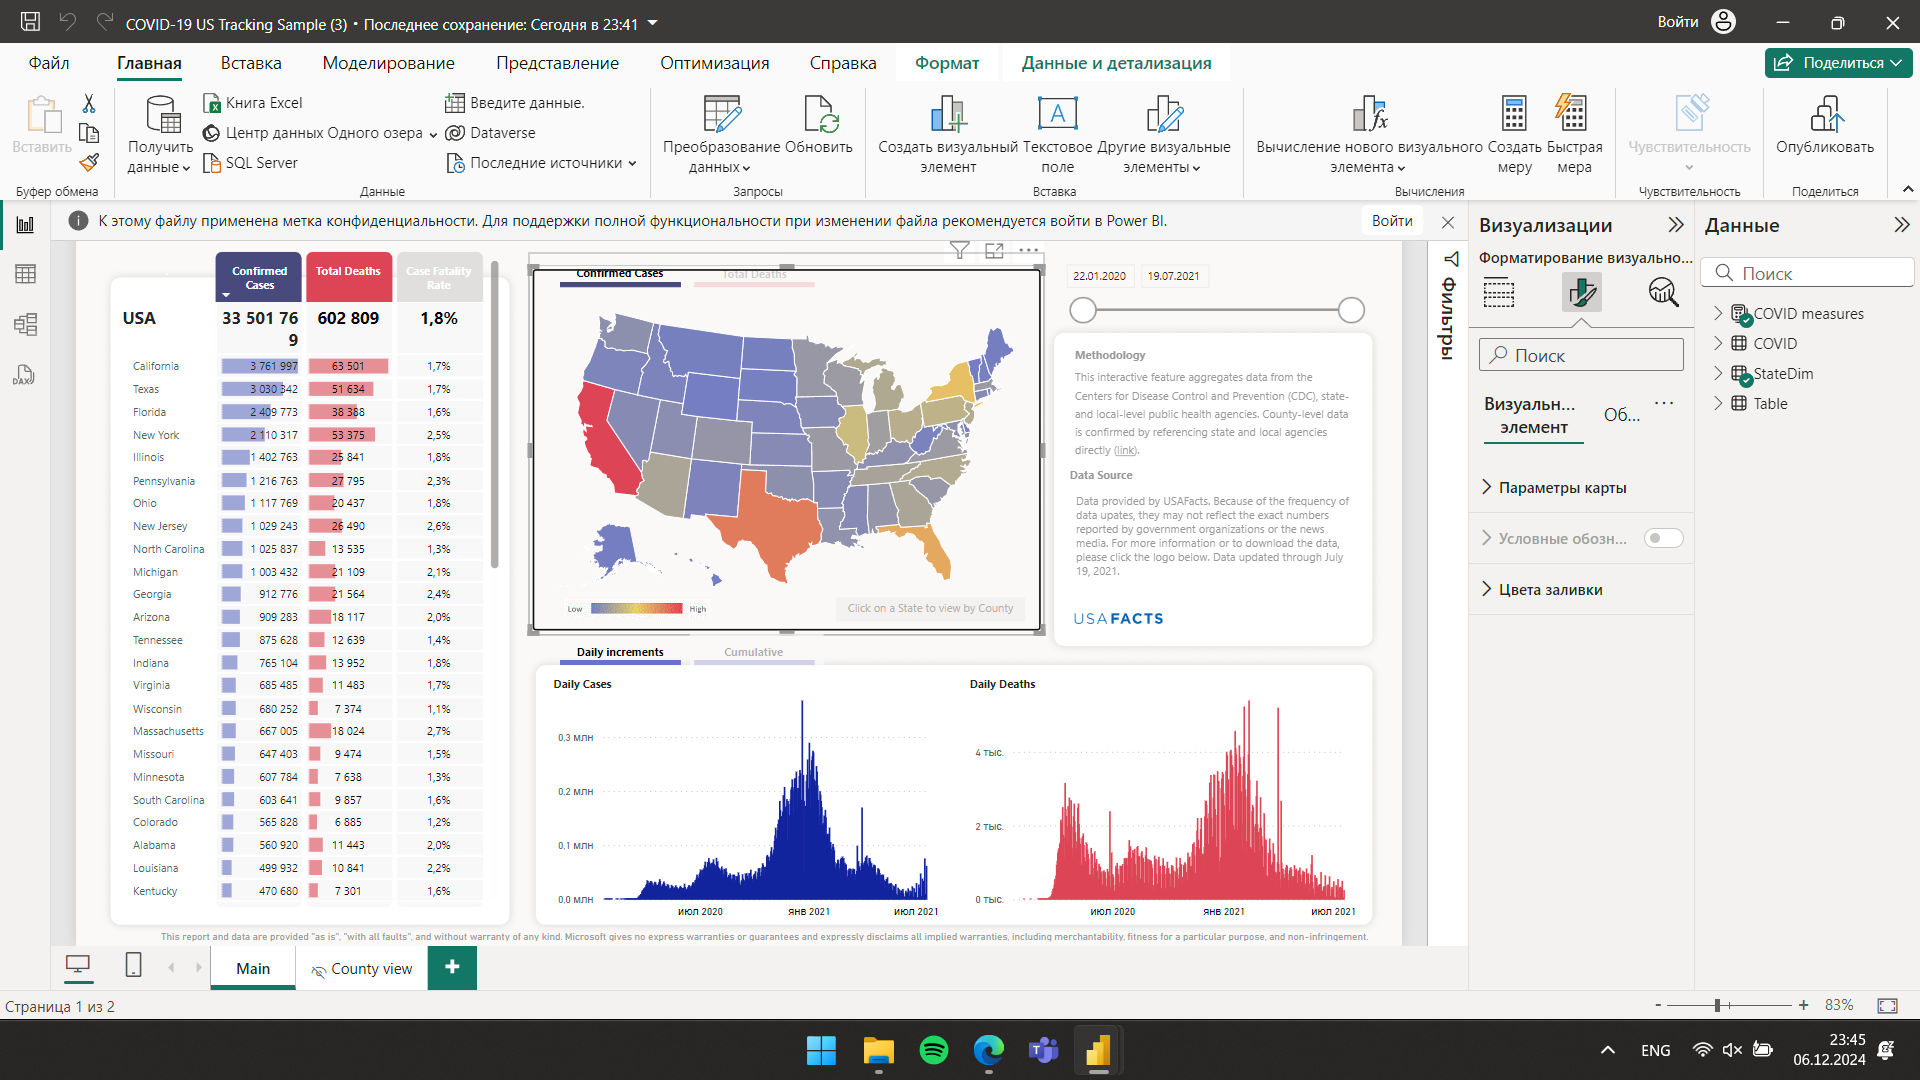 COVID-19 US Tracking Sample (3) • Последнее сохранение: Сегодня в 23:41
Войти
Файл
Главная
Вставка
Моделирование
Представление
Оптимизация
Справка
Формат
Данные и детализация
Поделиться
Вставить
Буфер обмена
Получить данные
Книга Excel
Центр данных Одного озера
SQL Server
Введите данные.
Dataverse
Последние источники
Данные
Преобразование данных
Обновить
Запросы
Создать визуальный элемент
Текстовое поле
Другие визуальные элементы
Вставка
Вычисление нового визуального элемента
Создать меру
Быстрая мера
Вычисления
Чувствительность
Чувствительность
Опубликовать
Поделиться
К этому файлу применена метка конфиденциальности. Для поддержки полной функциональности при изменении файла рекомендуется войти в Power BI.
Войти
DAX
Confirmed Cases
Total Deaths
Case Fatality Rate
USA 33 501 769 602 809 1,8%
California 3 761 997 63 501 1,7%
Texas 3 030 342 51 634 1,7%
Florida 2 409 773 38 388 1,6%
New York 2 110 317 53 375 2,5%
Illinois 1 402 763 25 841 1,8%
Pennsylvania 1 216 763 27 795 2,3%
Ohio 1 117 769 20 437 1,8%
New Jersey 1 029 243 26 490 2,6%
North Carolina 1 025 837 13 535 1,3%
Michigan 1 003 432 21 109 2,1%
Georgia 912 776 21 564 2,4%
Arizona 909 283 18 117 2,0%
Tennessee 875 628 12 639 1,4%
Indiana 765 104 13 952 1,8%
Virginia 685 485 11 483 1,7%
Wisconsin 680 252 7 374 1,1%
Massachusetts 667 005 18 024 2,7%
Missouri 647 403 9 474 1,5%
Minnesota 607 784 7 638 1,3%
South Carolina 603 641 9 857 1,6%
Colorado 565 828 6 885 1,2%
Alabama 560 920 11 443 2,0%
Louisiana 499 932 10 841 2,2%
Kentucky 470 680 7 301 1,6%
Confirmed Cases
Total Deaths
Low
High
Click on a State to view by County
22.01.2020
19.07.2021
Methodology
This interactive feature aggregates data from the
Centers for Disease Control and Prevention (CDC), state-
and local-level public health agencies. County-level data
is confirmed by referencing state and local agencies
directly (link).
Data Source
Data provided by USAFacts. Because of the frequency of
data upates, they may not reflect the exact numbers
reported by government organizations or the news
media. For more information or to download the data,
please click the logo below. Data updated through July
19, 2021.
USAFACTS
Daily increments
Cumulative
Daily Cases
0,3 млн
0,2 млн
0,1 млн
0,0 млн
июл 2020
янв 2021
июл 2021
Daily Deaths
4 тыс.
2 тыс.
0 тыс.
июл 2020
янв 2021
июл 2021
This report and data are provided "as is", "with all faults", and without warranty of any kind. Microsoft gives no express warranties or guarantees and expressly disclaims all implied warranties, including merchantability, fitness for a particular purpose, and non-infringement.
Фильтры
Визуализации
Форматирование визуально...
Поиск
Визуальн... элемент
Об...
Параметры карты
Условные обозн...
Цвета заливки
Данные
Поиск
COVID measures
COVID
StateDim
Table
Main
County view
Страница 1 из 2
- + 83%
ENG
23:45
06.12.2024